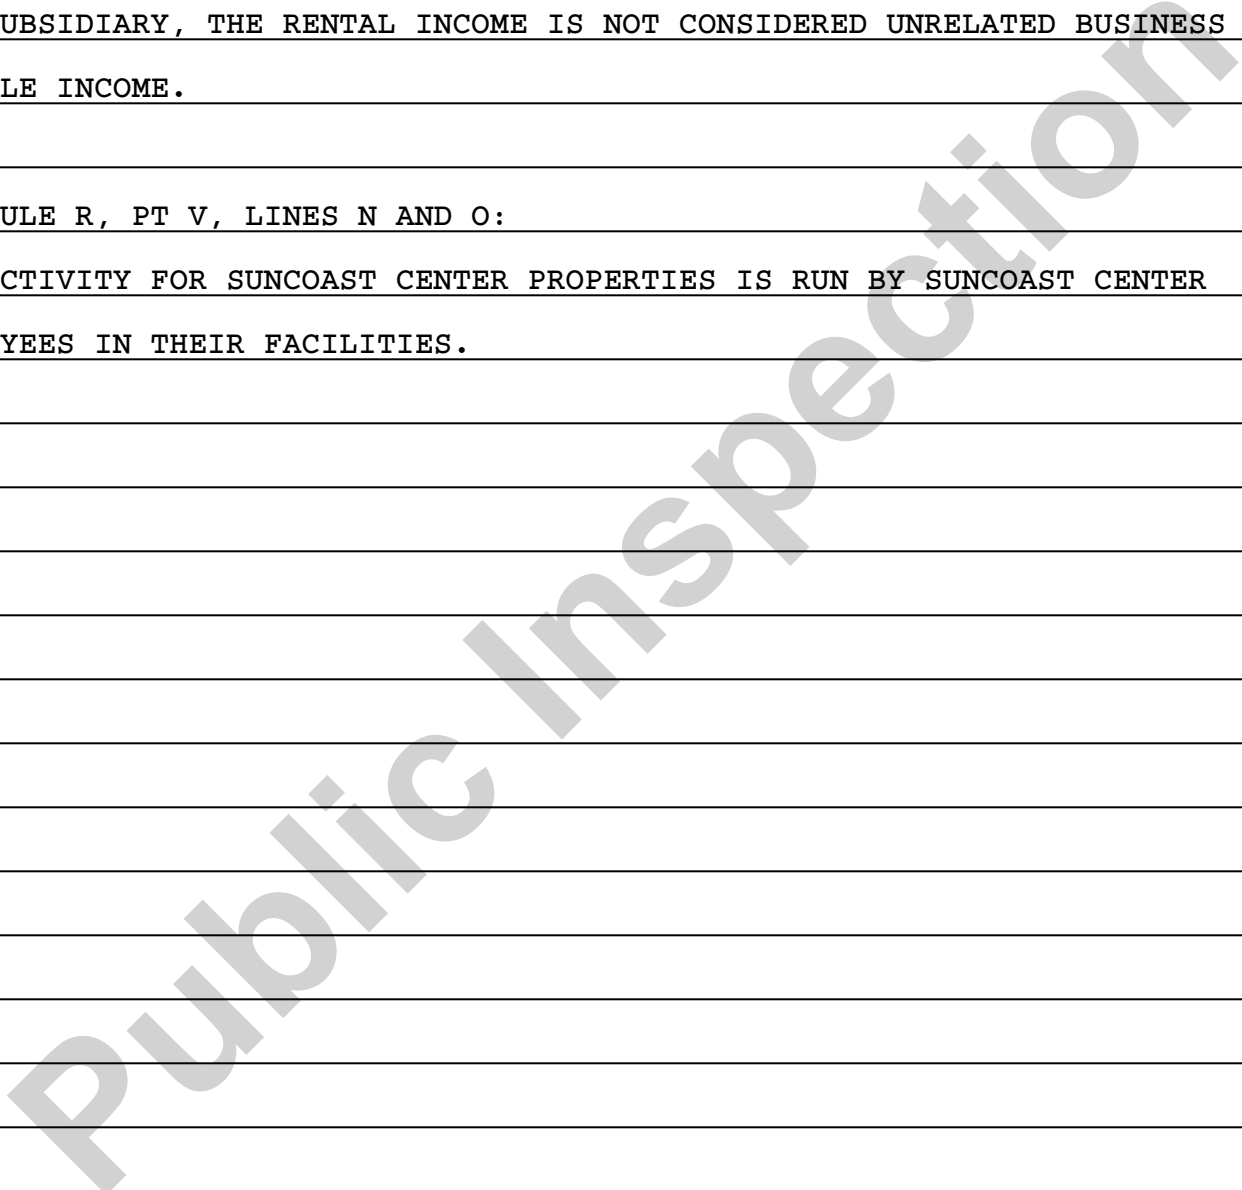 UBSIDIARY, THE RENTAL INCOME IS NOT CONSIDERED UNRELATED BUSINESS
LE INCOME.
ULE R, PT V, LINES N AND O:
CTIVITY FOR SUNCOAST CENTER PROPERTIES IS RUN BY SUNCOAST CENTER
YEES IN THEIR FACILITIES.
Public Inspection